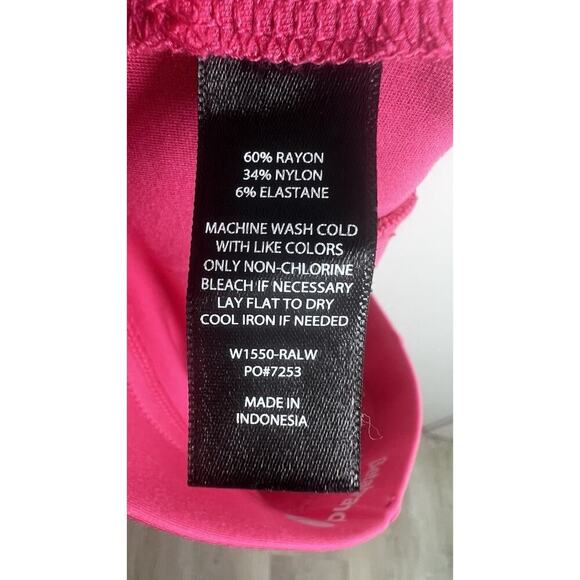 60% RAYON
34% NYLON
6% ELASTANE
MACHINE WASH COLD
WITH LIKE COLORS
ONLY NON-CHLORINE
BLEACH IF NECESSARY
LAY FLAT TO DRY
COOL IRON IF NEEDED
W1550-RALW
PO#7253
MADE IN
INDONESIA